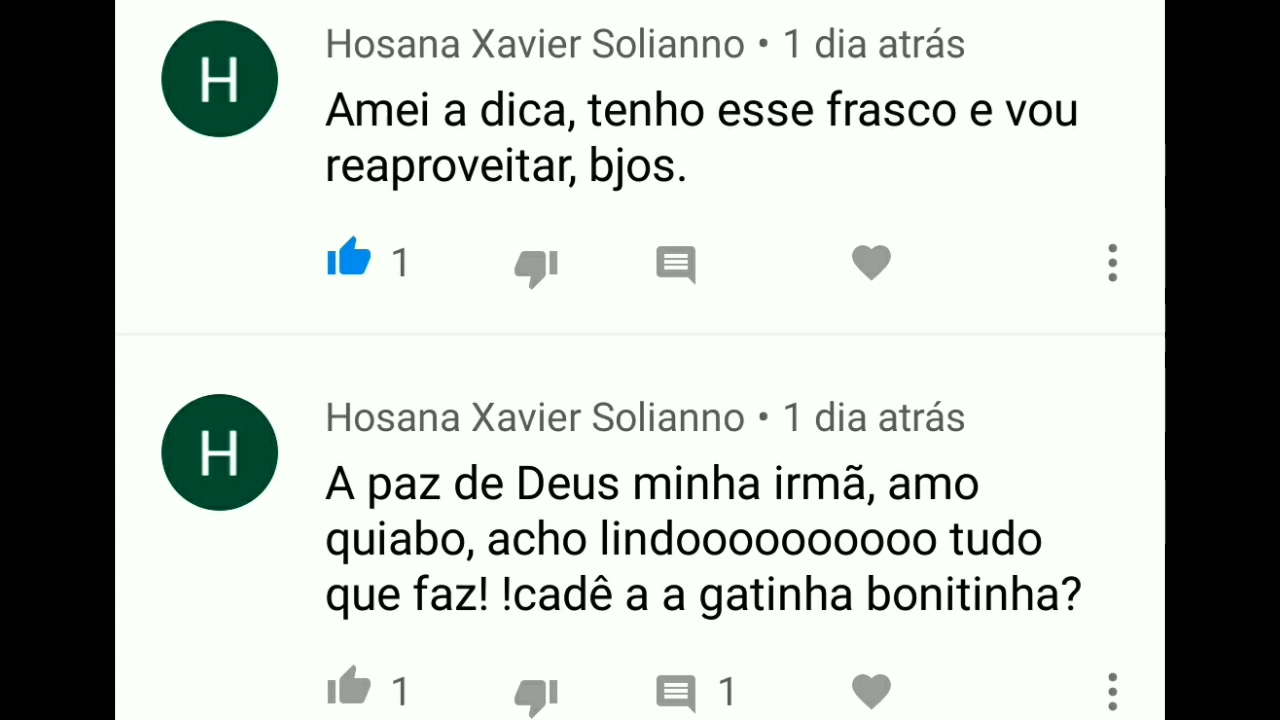 H
Hosana Xavier Solianno • 1 dia atrás
Amei a dica, tenho esse frasco e vou
reaproveitar, bjos.
1
H
Hosana Xavier Solianno • 1 dia atrás
A paz de Deus minha irmã, amo
quiabo, acho lindoooooooooo tudo
que faz! !cadê a a gatinha bonitinha?
1 1